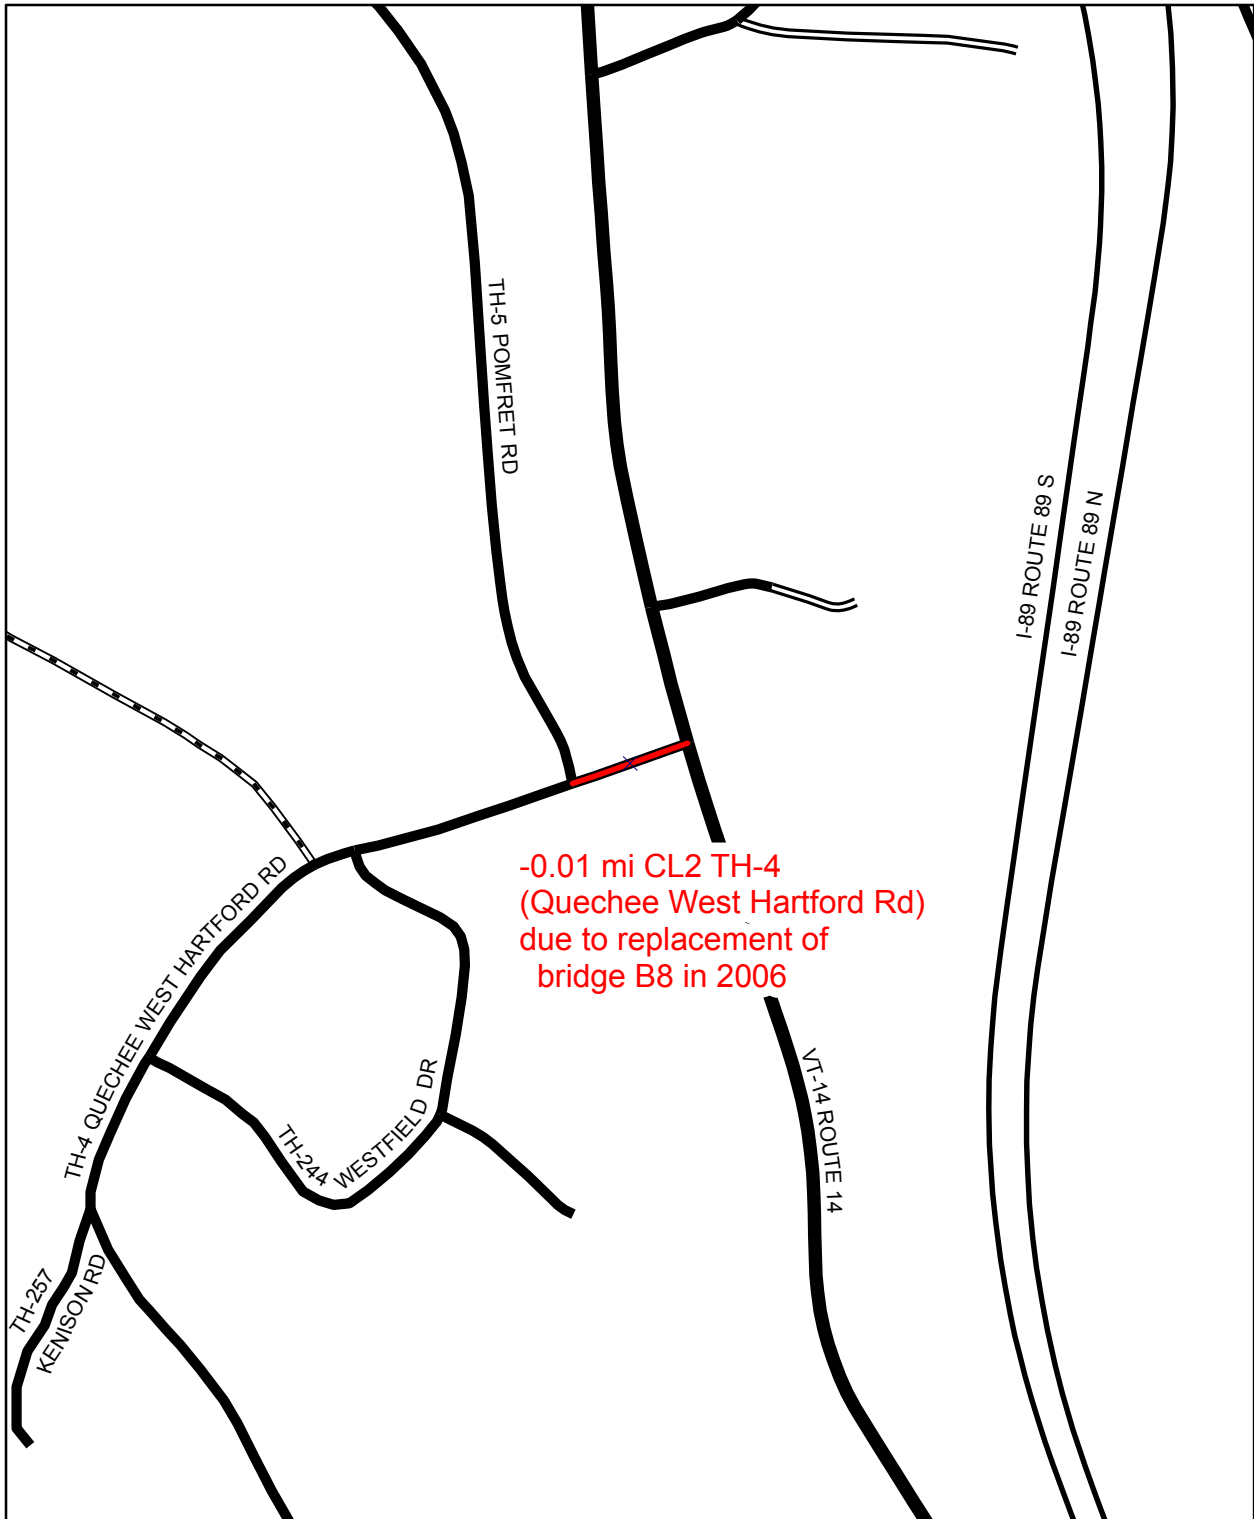 TH-5 POMFRET RD
I-89 ROUTE 89 S
I-89 ROUTE 89 N
-0.01 mi CL2 TH-4
(Quechee West Hartford Rd)
due to replacement of
bridge B8 in 2006
TH-4 QUECHEE WEST HARTFORD RD
VT-14 ROUTE 14
TH-244
WESTFIELD DR
TH-257
KENISON RD